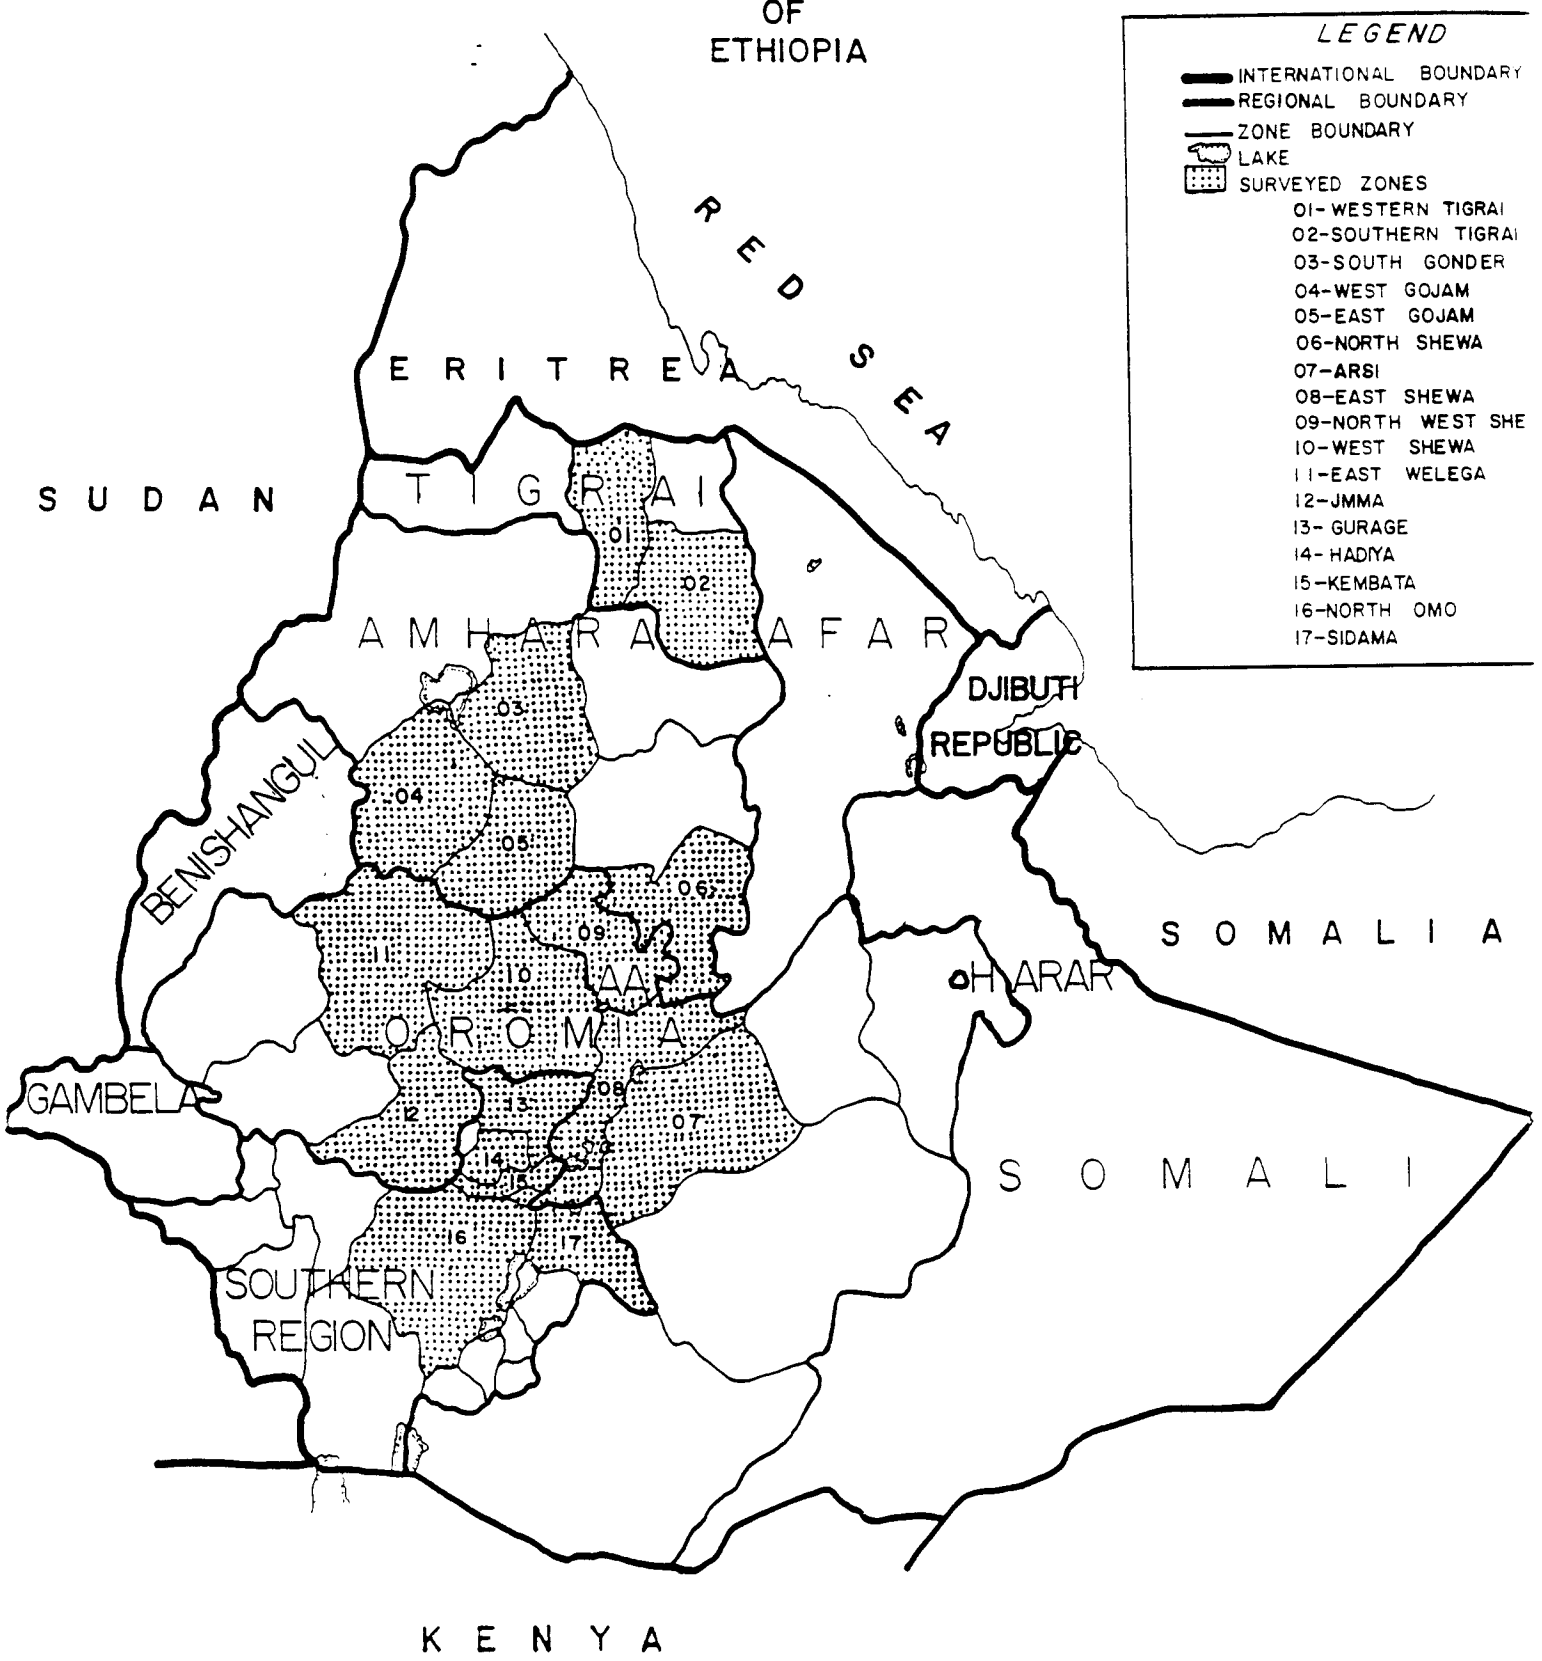 OF
ETHIOPIA
LEGEND
INTERNATIONAL BOUNDARY
REGIONAL BOUNDARY
ZONE BOUNDARY
LAKE
SURVEYED ZONES
01-WESTERN TIGRAI
02-SOUTHERN TIGRAI
03-SOUTH GONDER
04-WEST GOJAM
05-EAST GOJAM
06-NORTH SHEWA
07-ARSI
08-EAST SHEWA
09-NORTH WEST SHE
10-WEST SHEWA
11-EAST WELEGA
12-JMMA
13-GURAGE
14-HADIYA
15-KEMBATA
16-NORTH OMO
17-SIDAMA
RED SEA
ERITREA
SUDAN
TIGRAI
01
02
AMHARA
AFAR
DJIBUTI
REPUBLIC
03
04
05
BENISHANGUL
06
09
11
10
AA
SOMALIA
HARAR
OROMIA
GAMBELA
08
13
12
07
14
15
SOMALI
16
17
SOUTHERN
REGION
KENYA